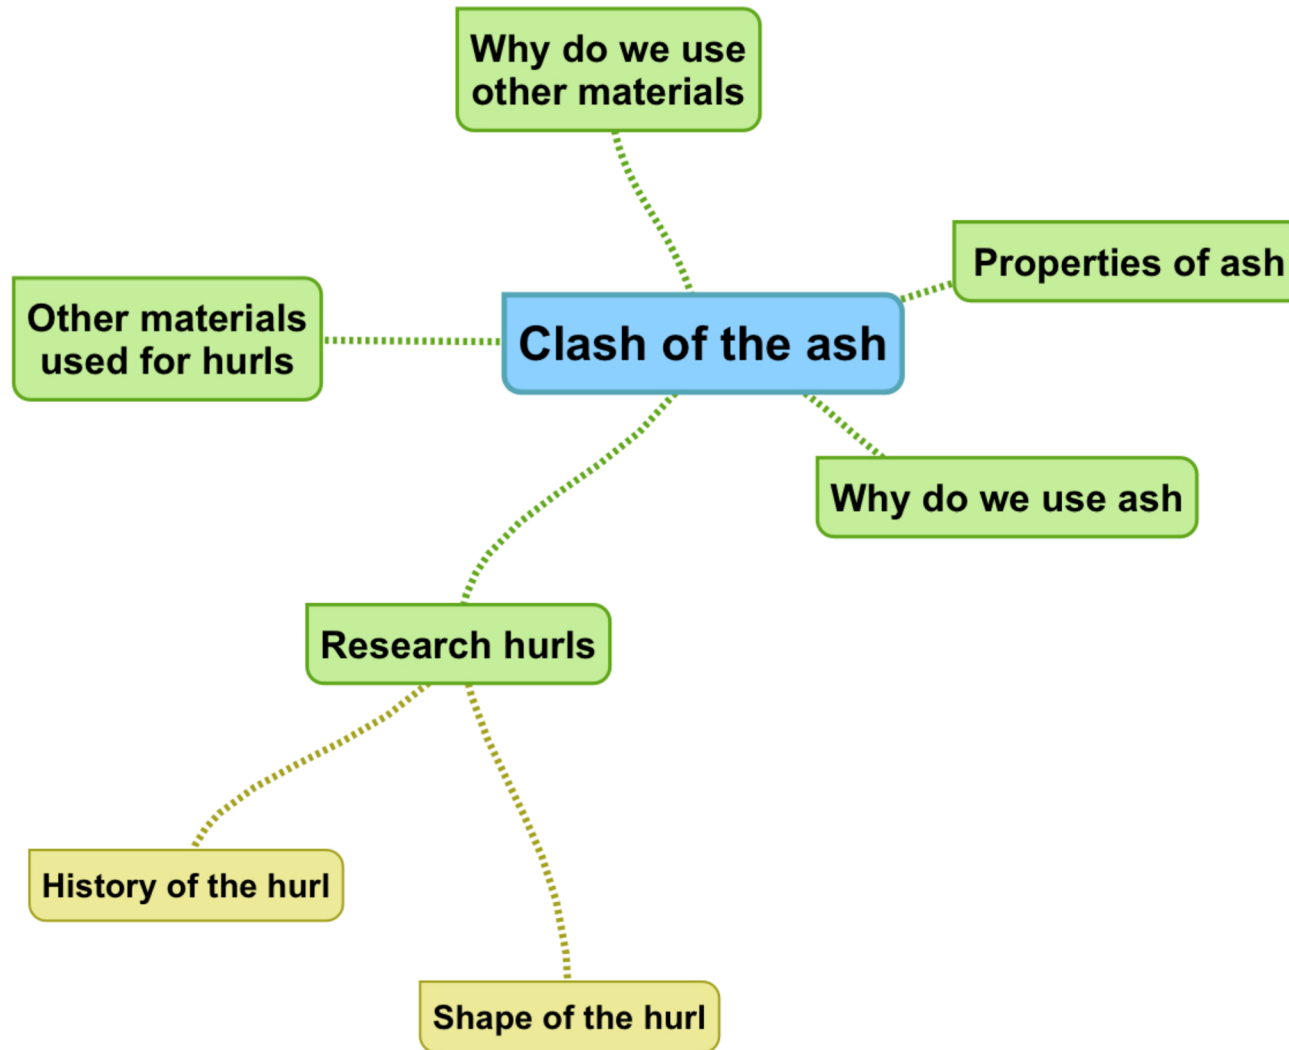 Why do we use
other materials
Properties of ash
Other materials
used for hurls
Clash of the ash
Why do we use ash
Research hurls
History of the hurl
Shape of the hurl